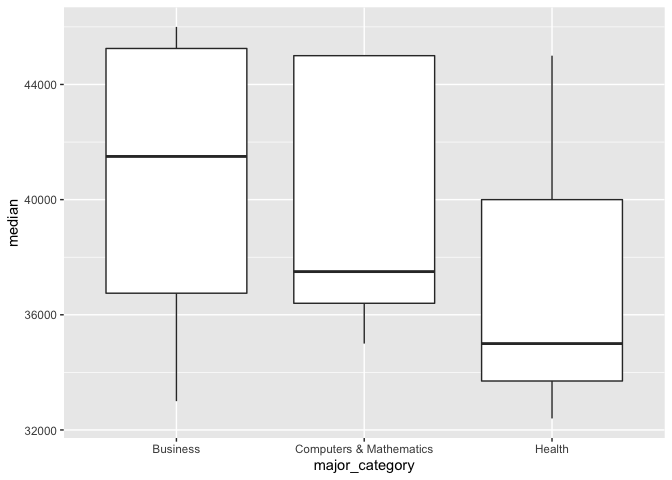 44000
40000
36000
32000
median
Business
Computers & Mathematics
Health
major_category